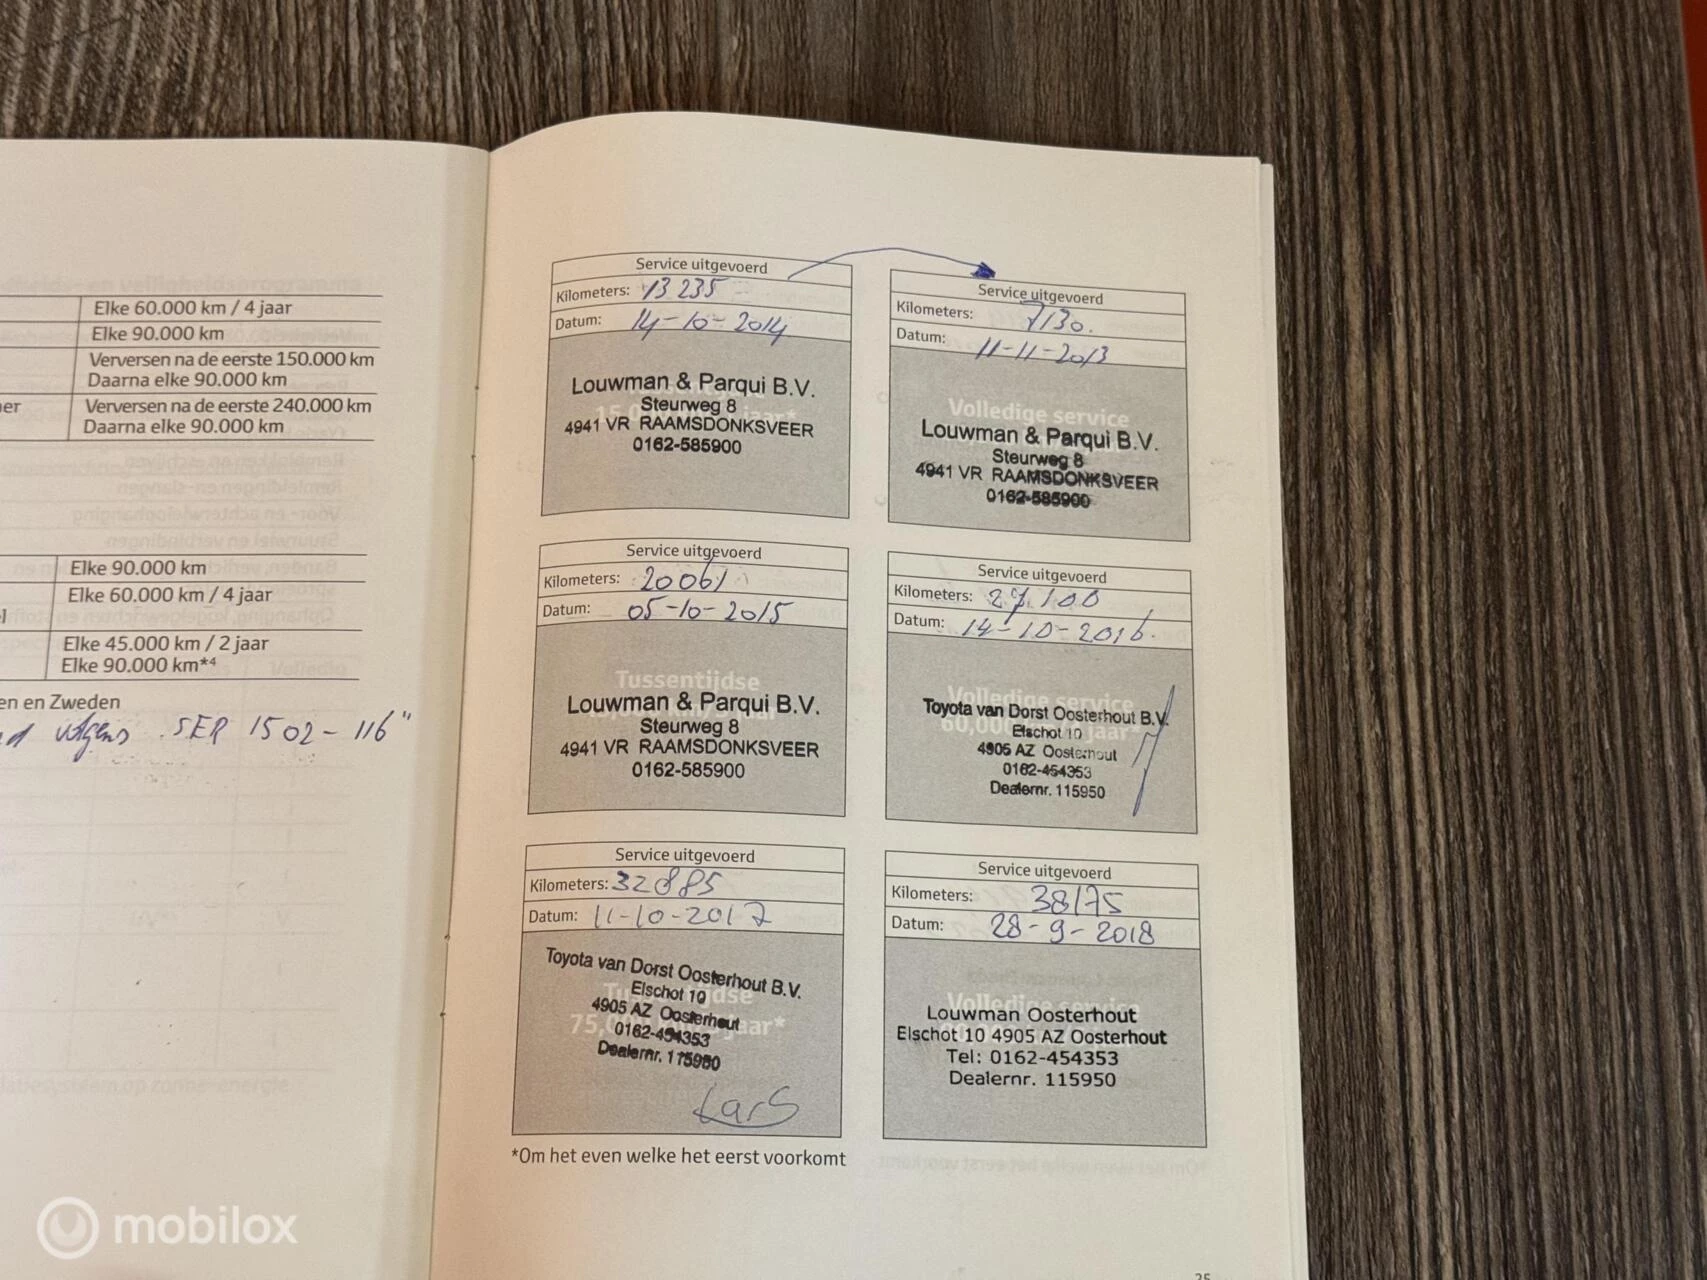 Elke 60.000 km / 4 jaar
Elke 90.000 km
Verversen na de eerste 150.000 km
Daarna elke 90.000 km
Verversen na de eerste 240.000 km
Daarna elke 90.000 km
Elke 90.000 km
Elke 60.000 km / 4 jaar
Elke 45.000 km / 2 jaar
Elke 90.000 km*4
en en Zweden
volgens SER 1502-116"
Service uitgevoerd
Kilometers: 13 235
Datum: 14-10-2014
Louwman & Parqui B.V.
Steurweg 8
4941 VR RAAMSDONKSVEER
0162-585900
Service uitgevoerd
Kilometers: 7130.
Datum: 11-11-2013
Volledige service
Louwman & Parqui B.V.
Steurweg 8
4941 VR RAAMSDONKSVEER
0162-585900
Service uitgevoerd
Kilometers: 20061
Datum: 05-10-2015
Tussentijdse
Louwman & Parqui B.V.
Steurweg 8
4941 VR RAAMSDONKSVEER
0162-585900
Service uitgevoerd
Kilometers: 27.100
Datum: 14-10-2016.
Volledige service
Toyota van Dorst Oosterhout B.V.
Elschot 10
4905 AZ Oosterhout
0162-454353
Dealernr. 115950
Service uitgevoerd
Kilometers: 32885
Datum: 11-10-2017
Toyota van Dorst Oosterhout B.V.
Elschot 10
Tussentijdse
4905 AZ Oosterhout
0162-454353
Dealernr. 115950
Lars
Service uitgevoerd
Kilometers: 38175
Datum: 28-9-2018
Volledige service
Louwman Oosterhout
Elschot 10 4905 AZ Oosterhout
Tel: 0162-454353
Dealernr. 115950
*Om het even welke het eerst voorkomt
mobilox